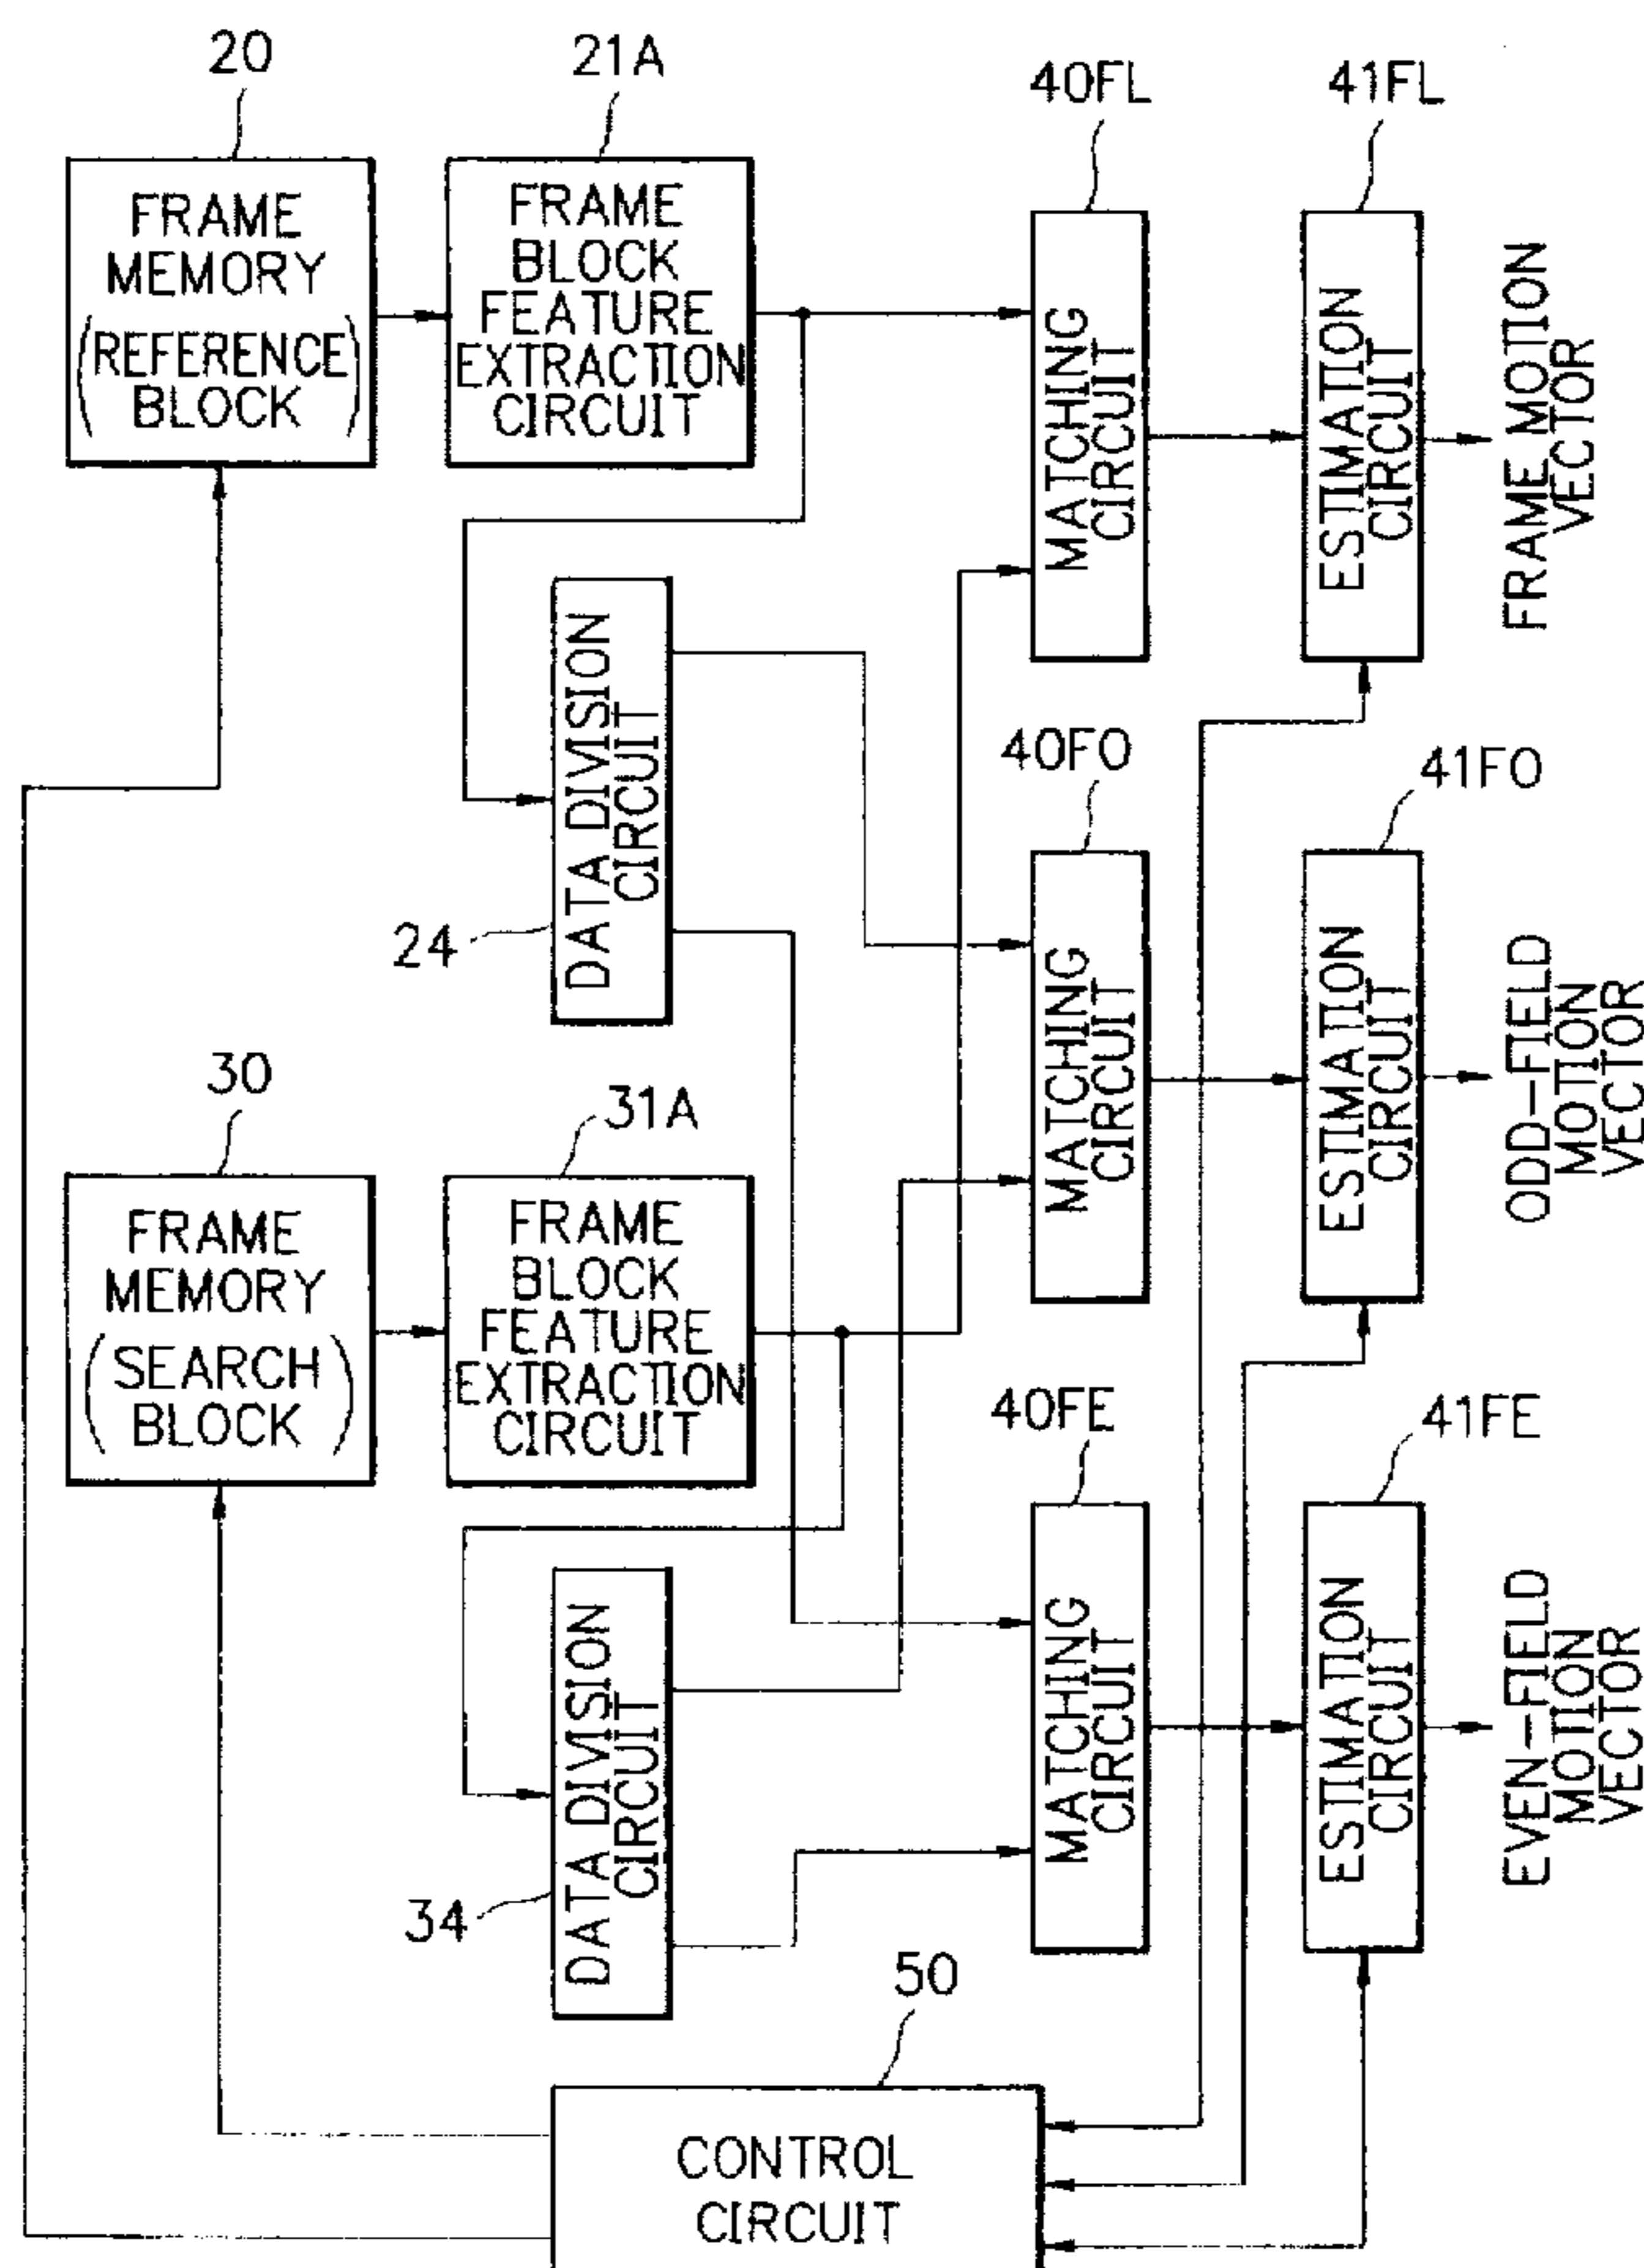 20
21A
40FL
41FL
FRAME
MEMORY
(REFERENCE
BLOCK)
FRAME
BLOCK
FEATURE
EXTRACTION
CIRCUIT
MATCHING
CIRCUIT
ESTIMATION
CIRCUIT
FRAME MOTION
VECTOR
DATA DIVISION
CIRCUIT
24
40FO
41FO
MATCHING
CIRCUIT
ESTIMATION
CIRCUIT
ODD-FIELD
MOTION
VECTOR
30
31A
FRAME
MEMORY
(SEARCH
BLOCK)
FRAME
BLOCK
FEATURE
EXTRACTION
CIRCUIT
40FE
41FE
MATCHING
CIRCUIT
ESTIMATION
CIRCUIT
EVEN-FIELD
MOTION
VECTOR
DATA DIVISION
CIRCUIT
34
50
CONTROL
CIRCUIT